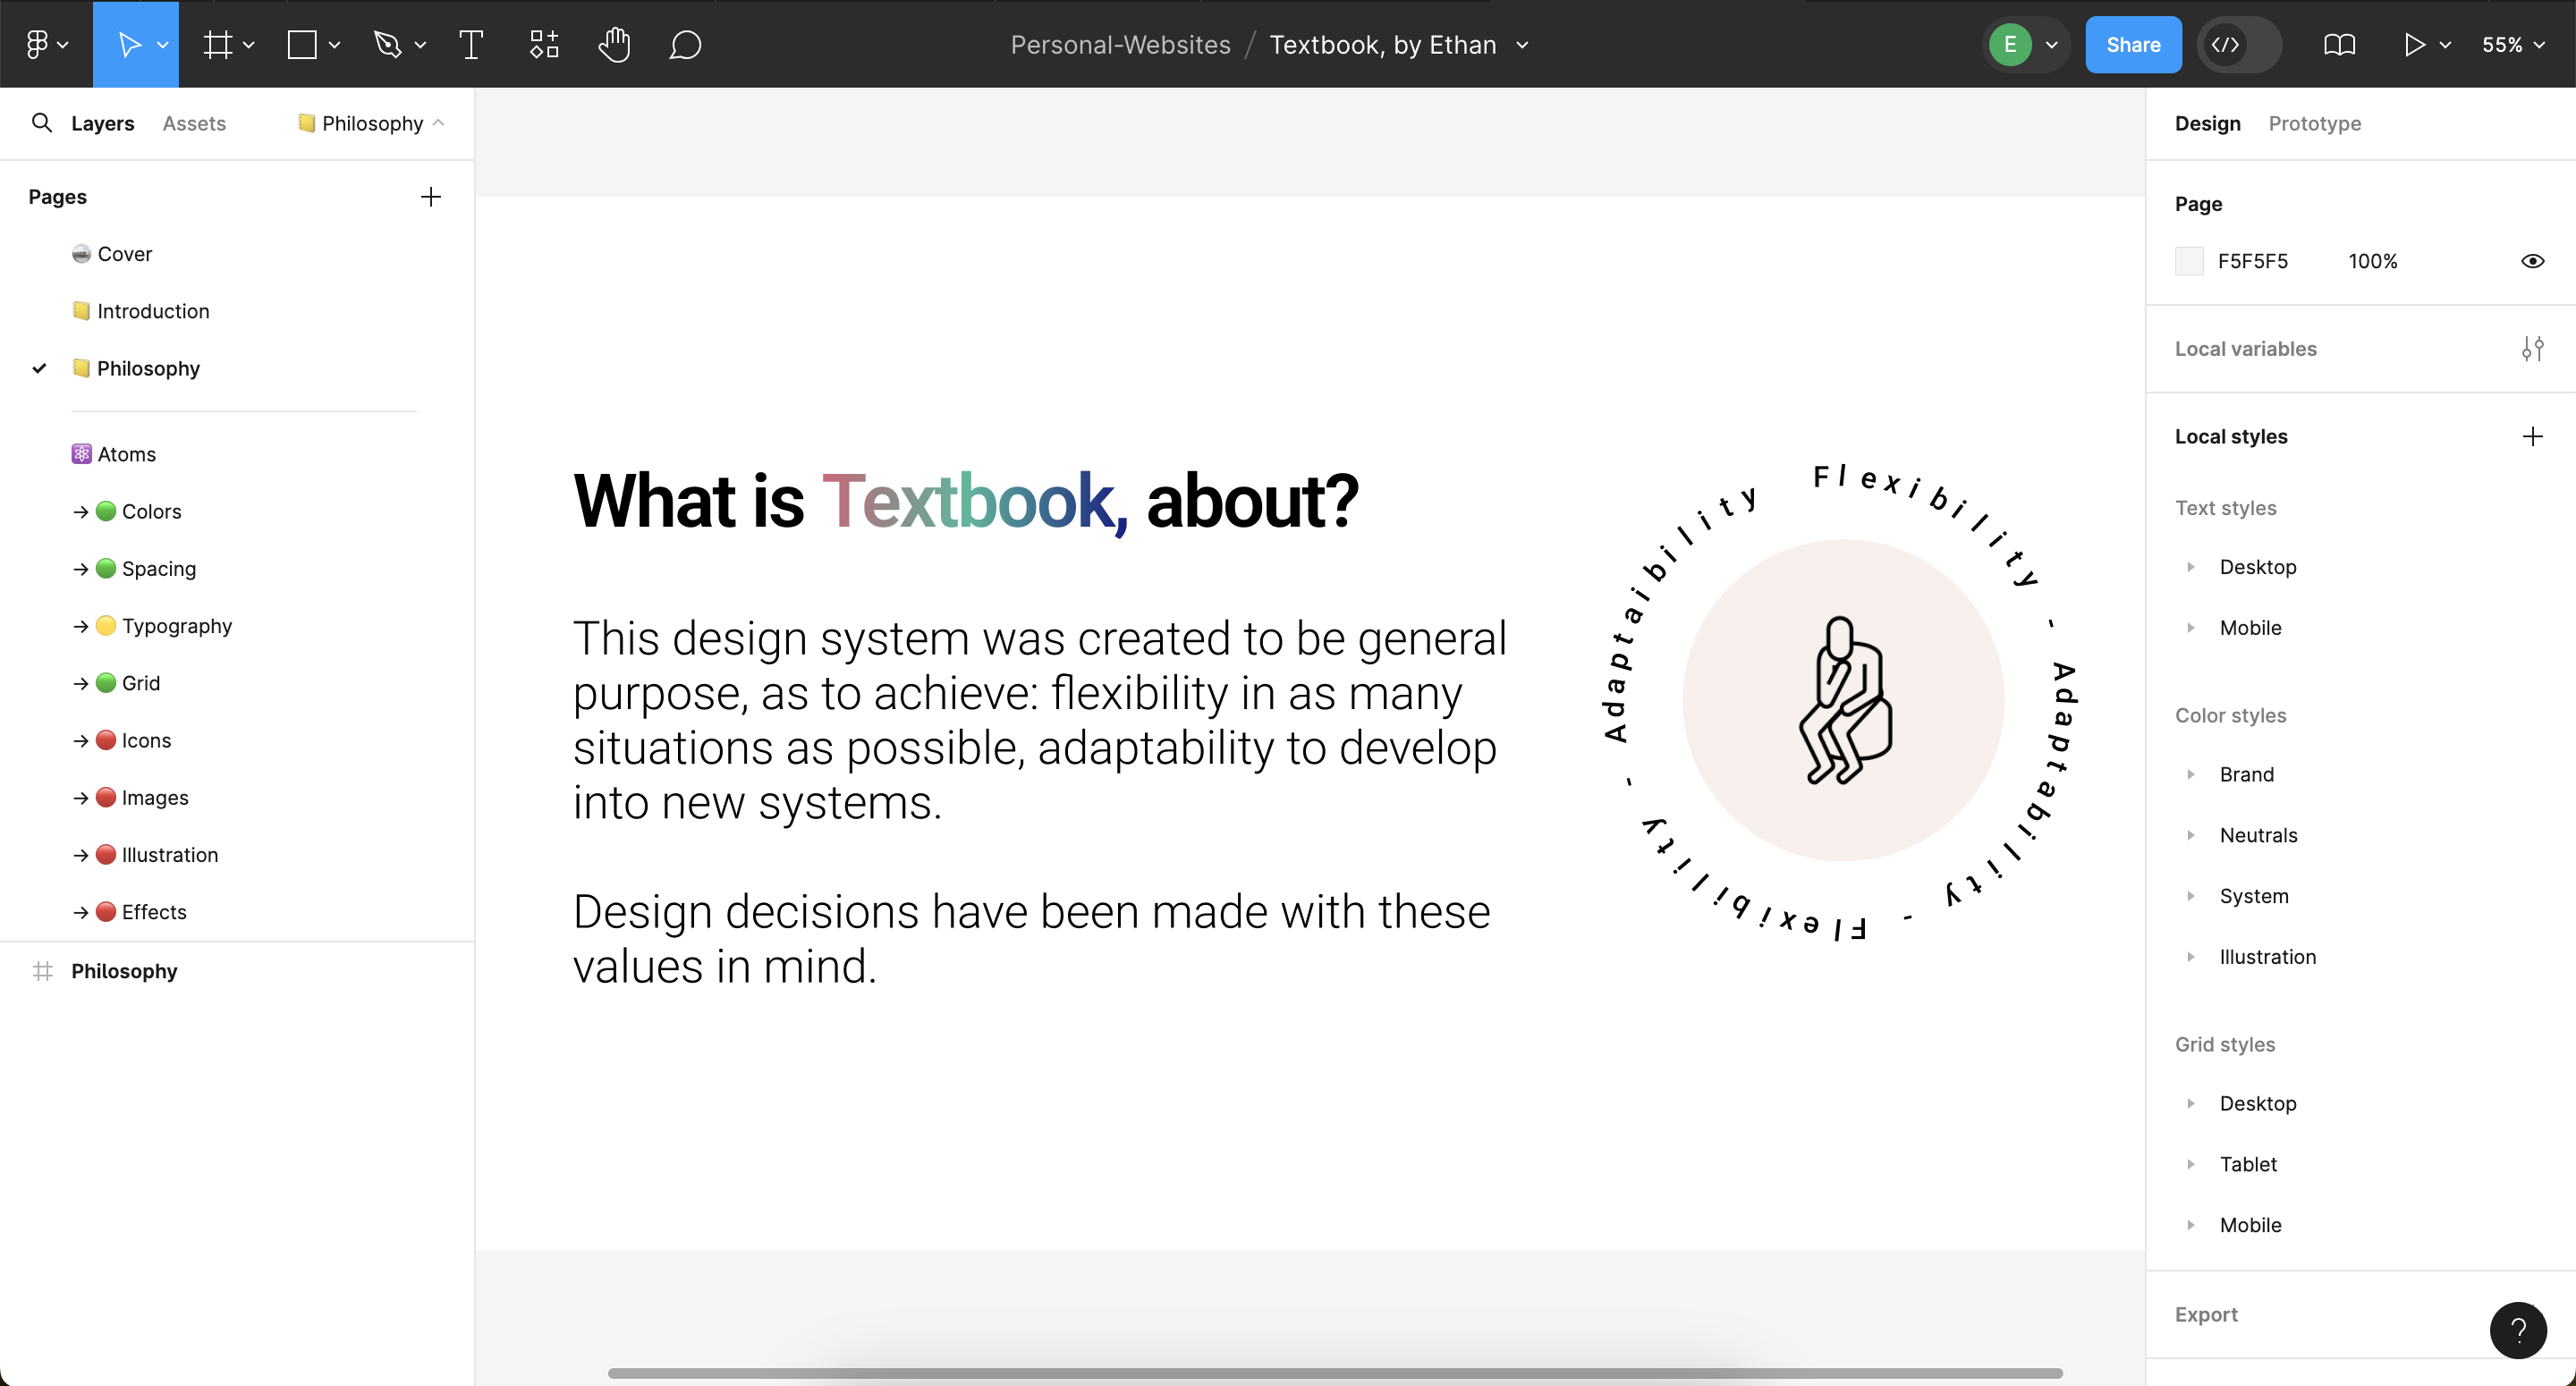 Personal-Websites / Textbook, by Ethan
E
Share
55%
Layers
Assets
Philosophy
Pages
Cover
Introduction
Philosophy
Atoms
→ Colors
→ Spacing
→ Typography
→ Grid
→ Icons
→ Images
→ Illustration
→ Effects
Philosophy
What is Textbook, about?
This design system was created to be general
purpose, as to achieve: flexibility in as many
situations as possible, adaptability to develop
into new systems.
Design decisions have been made with these
values in mind.
Flexibility - Adaptability - Flexibility - Adaptaibility
Design
Prototype
Page
F5F5F5
100%
Local variables
Local styles
Text styles
Desktop
Mobile
Color styles
Brand
Neutrals
System
Illustration
Grid styles
Desktop
Tablet
Mobile
Export
?